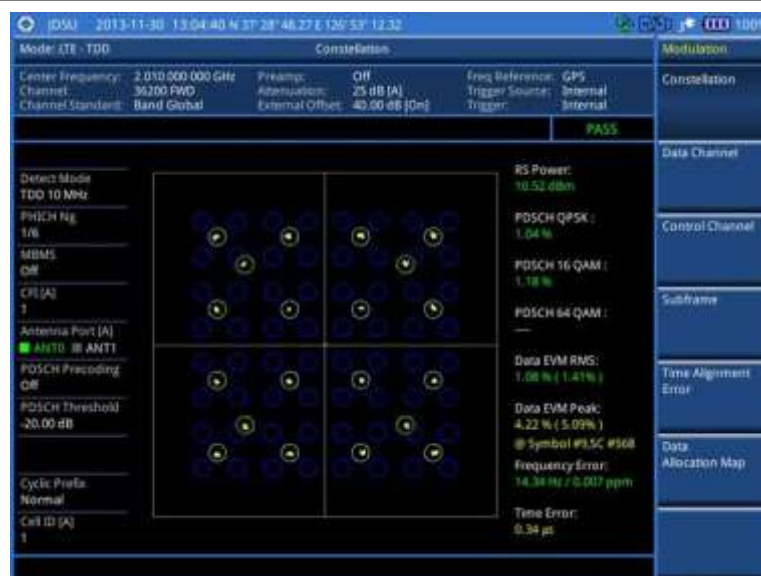 JDSU 2013-11-30 13:04:40 N 37° 28' 48.27 E 126° 53' 12.32 100%
Mode: LTE - TDD Constellation Modulation
Center Frequency: 2.010 000 000 GHz Preamp: Off Freq Reference: GPS
Channel: 36200 FWD Attenuation: 25 dB [A] Trigger Source: Internal
Channel Standard: Band Global External Offset: 40.00 dB [On] Trigger: Internal
PASS
Constellation
Data Channel
Control Channel
Subframe
Time Alignment
Error
Data
Allocation Map
Detect Mode
TDD 10 MHz
PHICH Ng
1/6
MBMS
Off
CFI [A]
1
Antenna Port [A]
ANT0 ANT1
PDSCH Precoding
Off
PDSCH Threshold
-20.00 dB
Cyclic Prefix
Normal
Cell ID [A]
1
RS Power:
10.52 dBm
PDSCH QPSK :
1.04 %
PDSCH 16 QAM :
1.18 %
PDSCH 64 QAM :
----
Data EVM RMS:
1.08 % ( 1.41% )
Data EVM Peak:
4.22 % ( 5.09% )
@ Symbol #9,SC #568
Frequency Error:
14.34 Hz / 0.007 ppm
Time Error:
0.34 µs